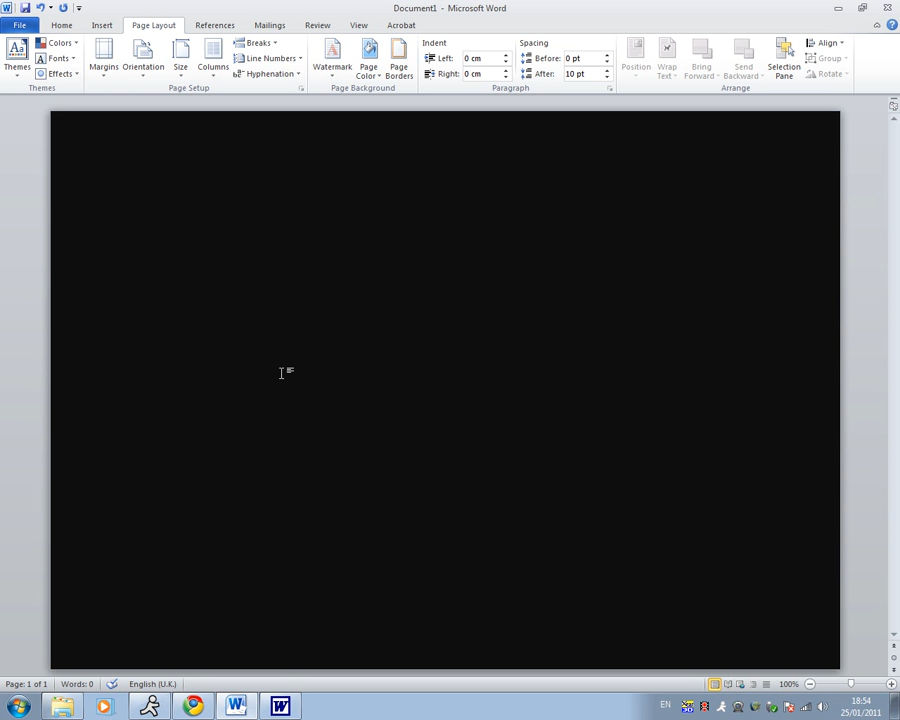 Document1 - Microsoft Word
File Home Insert Page Layout References Mailings Review View Acrobat
Aa Themes Colors Fonts Effects Themes
Margins Orientation Size Columns Breaks Line Numbers Hyphenation Page Setup
Watermark Page Color Page Borders Page Background
Indent Left: 0 cm Right: 0 cm Spacing Before: 0 pt After: 10 pt Paragraph
Position Wrap Text Bring Forward Send Backward Selection Pane Align Group Rotate Arrange
Page: 1 of 1 Words: 0 English (U.K.) 100%
EN 18:54
25/01/2011